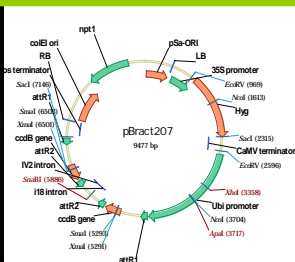 npt1
colEI ori
pSa-ORI
RB
LB
os terminator
35S promoter
SacI (7146)
EcoRV (969)
attR1
NcoI (1613)
SmaI (6503)
Hyg
XmaI (6501)
pBract207
9477 bp
ccdB gene
SacI (2315)
attR2
CaMV terminator
IV2 intron
EcoRV (2596)
SnaBI (5886)
i18 intron
XhoI (3358)
attR2
Ubi promoter
ccdB gene
NcoI (3704)
SmaI (5293)
ApaI (3717)
XmaI (5291)
attR1